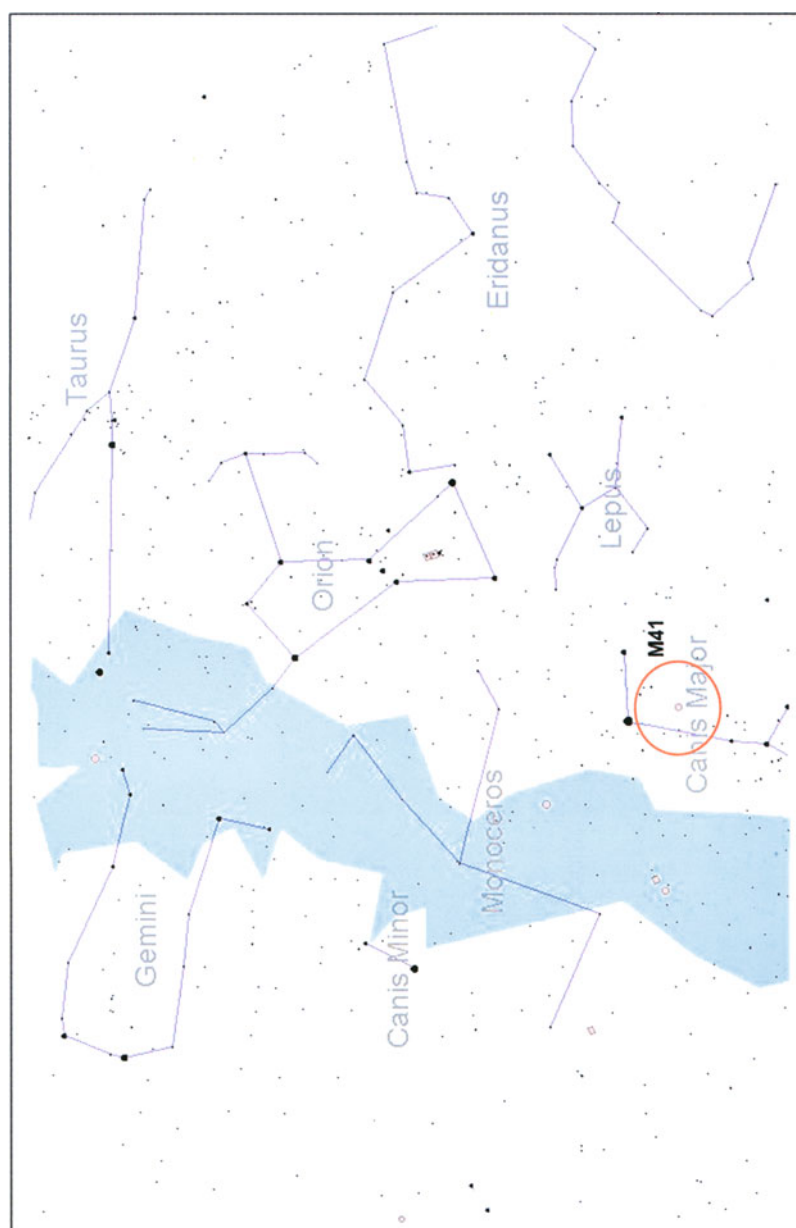 Taurus
Eridanus
Orion
Lepus
M41
Canis Major
Gemini
Monoceros
Canis Minor